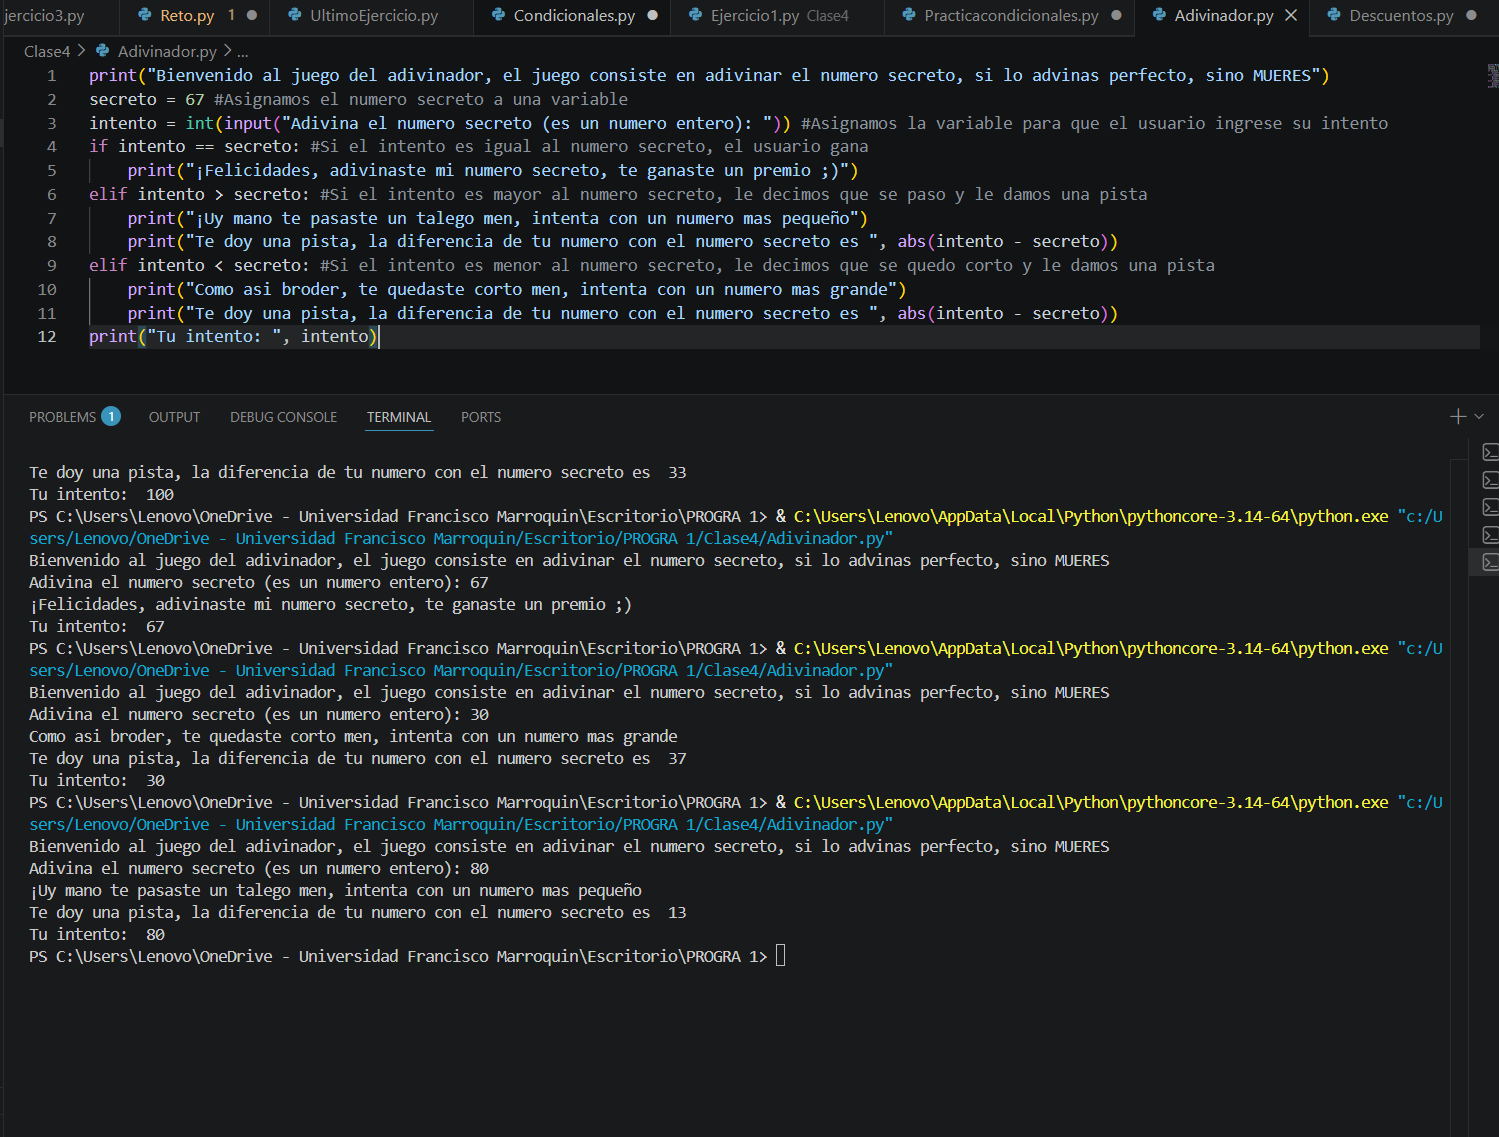 jercicio3.py Reto.py 1 UltimoEjercicio.py Condicionales.py Ejercicio1.py Clase4 Practicacondicionales.py Adivinador.py Descuentos.py
Clase4 > Adivinador.py > ...
1 print("Bienvenido al juego del adivinador, el juego consiste en adivinar el numero secreto, si lo advinas perfecto, sino MUERES")
2 secreto = 67 #Asignamos el numero secreto a una variable
3 intento = int(input("Adivina el numero secreto (es un numero entero): ")) #Asignamos la variable para que el usuario ingrese su intento
4 if intento == secreto: #Si el intento es igual al numero secreto, el usuario gana
5     print("¡Felicidades, adivinaste mi numero secreto, te ganaste un premio ;)")
6 elif intento > secreto: #Si el intento es mayor al numero secreto, le decimos que se paso y le damos una pista
7     print("¡Uy mano te pasaste un talego men, intenta con un numero mas pequeño")
8     print("Te doy una pista, la diferencia de tu numero con el numero secreto es ", abs(intento - secreto))
9 elif intento < secreto: #Si el intento es menor al numero secreto, le decimos que se quedo corto y le damos una pista
10     print("Como asi broder, te quedaste corto men, intenta con un numero mas grande")
11     print("Te doy una pista, la diferencia de tu numero con el numero secreto es ", abs(intento - secreto))
12 print("Tu intento: ", intento)
PROBLEMS 1 OUTPUT DEBUG CONSOLE TERMINAL PORTS
Te doy una pista, la diferencia de tu numero con el numero secreto es  33
Tu intento:  100
PS C:\Users\Lenovo\OneDrive - Universidad Francisco Marroquin\Escritorio\PROGRA 1> & C:\Users\Lenovo\AppData\Local\Python\pythoncore-3.14-64\python.exe "c:/U
sers/Lenovo/OneDrive - Universidad Francisco Marroquin/Escritorio/PROGRA 1/Clase4/Adivinador.py"
Bienvenido al juego del adivinador, el juego consiste en adivinar el numero secreto, si lo advinas perfecto, sino MUERES
Adivina el numero secreto (es un numero entero): 67
¡Felicidades, adivinaste mi numero secreto, te ganaste un premio ;)
Tu intento:  67
PS C:\Users\Lenovo\OneDrive - Universidad Francisco Marroquin\Escritorio\PROGRA 1> & C:\Users\Lenovo\AppData\Local\Python\pythoncore-3.14-64\python.exe "c:/U
sers/Lenovo/OneDrive - Universidad Francisco Marroquin/Escritorio/PROGRA 1/Clase4/Adivinador.py"
Bienvenido al juego del adivinador, el juego consiste en adivinar el numero secreto, si lo advinas perfecto, sino MUERES
Adivina el numero secreto (es un numero entero): 30
Como asi broder, te quedaste corto men, intenta con un numero mas grande
Te doy una pista, la diferencia de tu numero con el numero secreto es  37
Tu intento:  30
PS C:\Users\Lenovo\OneDrive - Universidad Francisco Marroquin\Escritorio\PROGRA 1> & C:\Users\Lenovo\AppData\Local\Python\pythoncore-3.14-64\python.exe "c:/U
sers/Lenovo/OneDrive - Universidad Francisco Marroquin/Escritorio/PROGRA 1/Clase4/Adivinador.py"
Bienvenido al juego del adivinador, el juego consiste en adivinar el numero secreto, si lo advinas perfecto, sino MUERES
Adivina el numero secreto (es un numero entero): 80
¡Uy mano te pasaste un talego men, intenta con un numero mas pequeño
Te doy una pista, la diferencia de tu numero con el numero secreto es  13
Tu intento:  80
PS C:\Users\Lenovo\OneDrive - Universidad Francisco Marroquin\Escritorio\PROGRA 1>